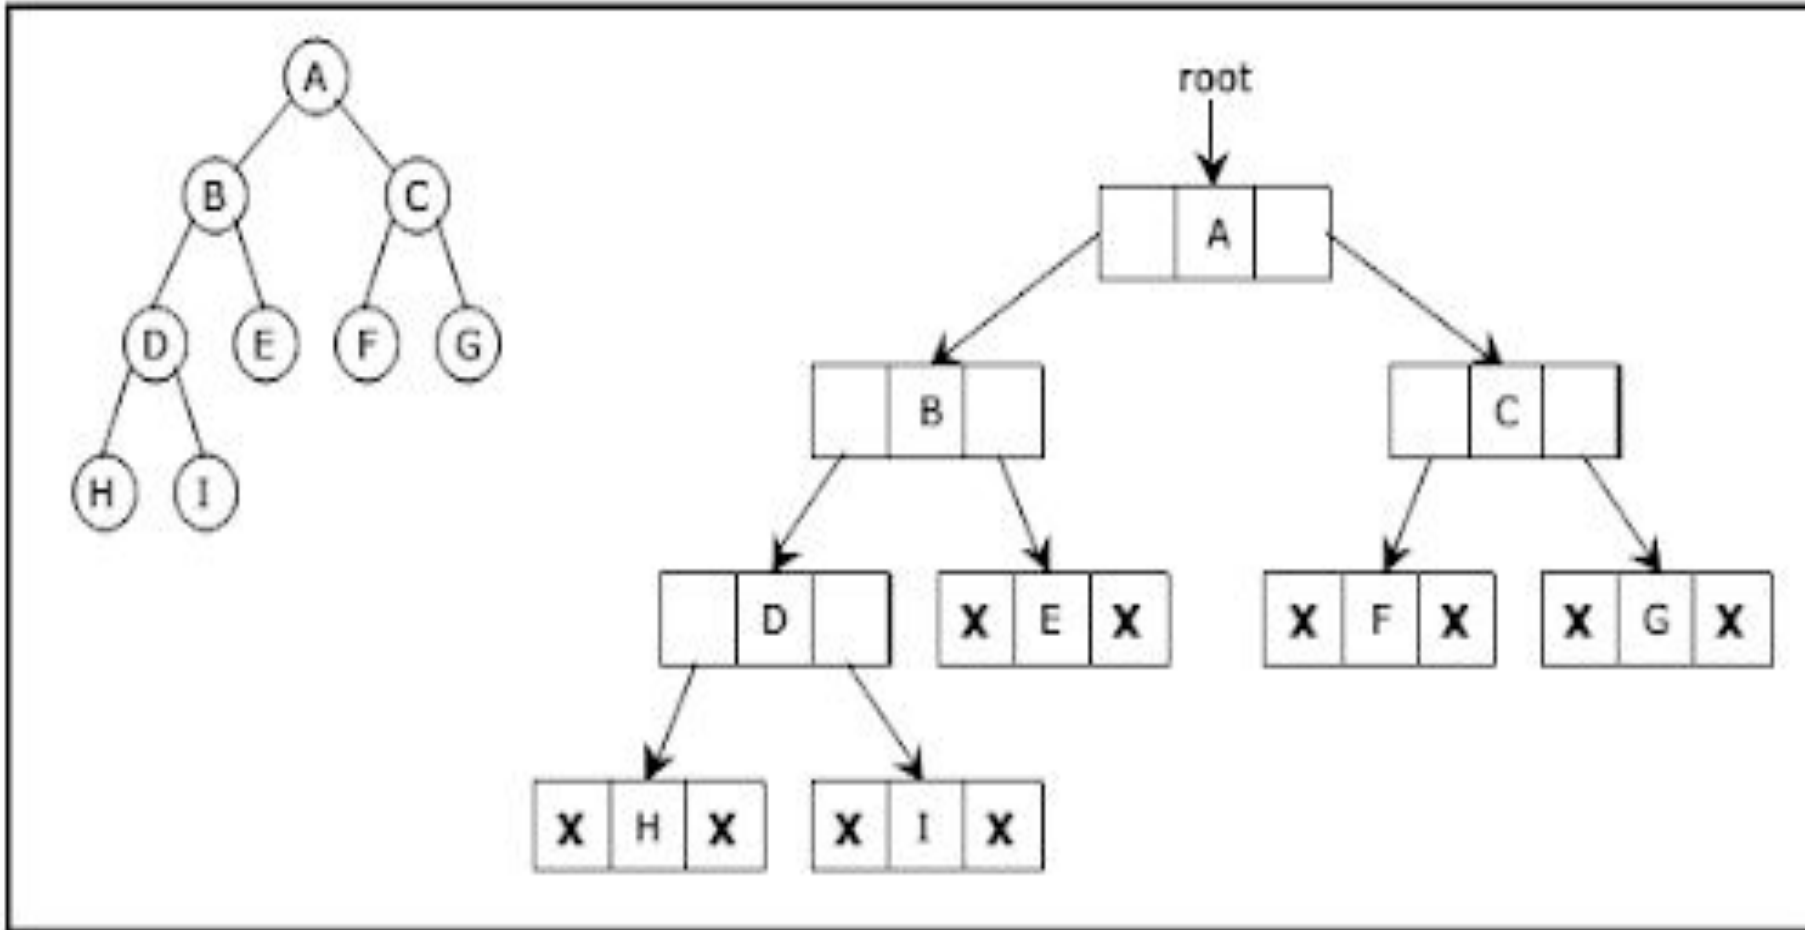 A
B C
D E F G
H I
root
A
B C
D X E X X F X X G X
X H X X I X